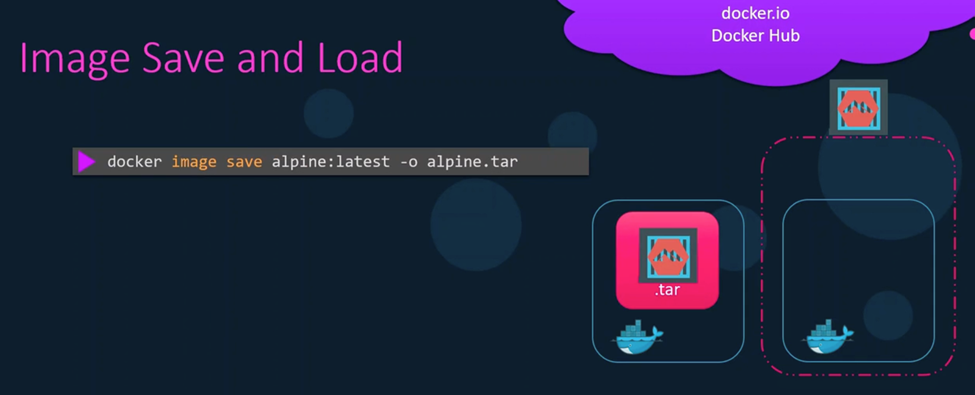 docker.io
Docker Hub
Image Save and Load
docker image save alpine:latest -o alpine.tar
.tar